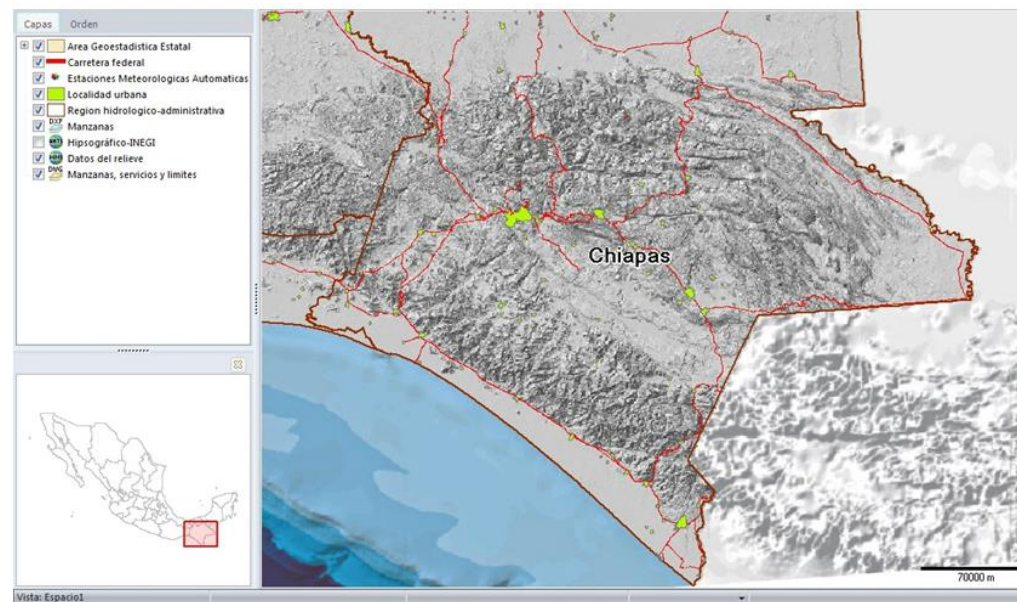 Capas Orden
Area Geoestadistica Estatal
Carretera federal
Estaciones Meteorologicas Automaticas
Localidad urbana
Region hidrologico-administrativa
Manzanas
Hipsográfico-INEGI
Datos del relieve
Manzanas, servicios y limites
Chiapas
70000 m
Vista: Espacio1